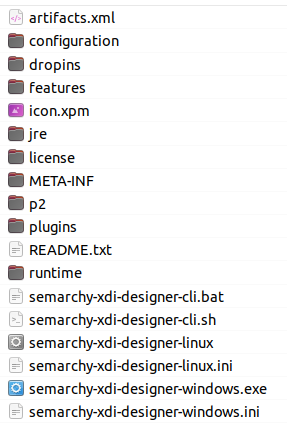 artifacts.xml
configuration
dropins
features
icon.xpm
jre
license
META-INF
p2
plugins
README.txt
runtime
semarchy-xdi-designer-cli.bat
semarchy-xdi-designer-cli.sh
semarchy-xdi-designer-linux
semarchy-xdi-designer-linux.ini
semarchy-xdi-designer-windows.exe
semarchy-xdi-designer-windows.ini